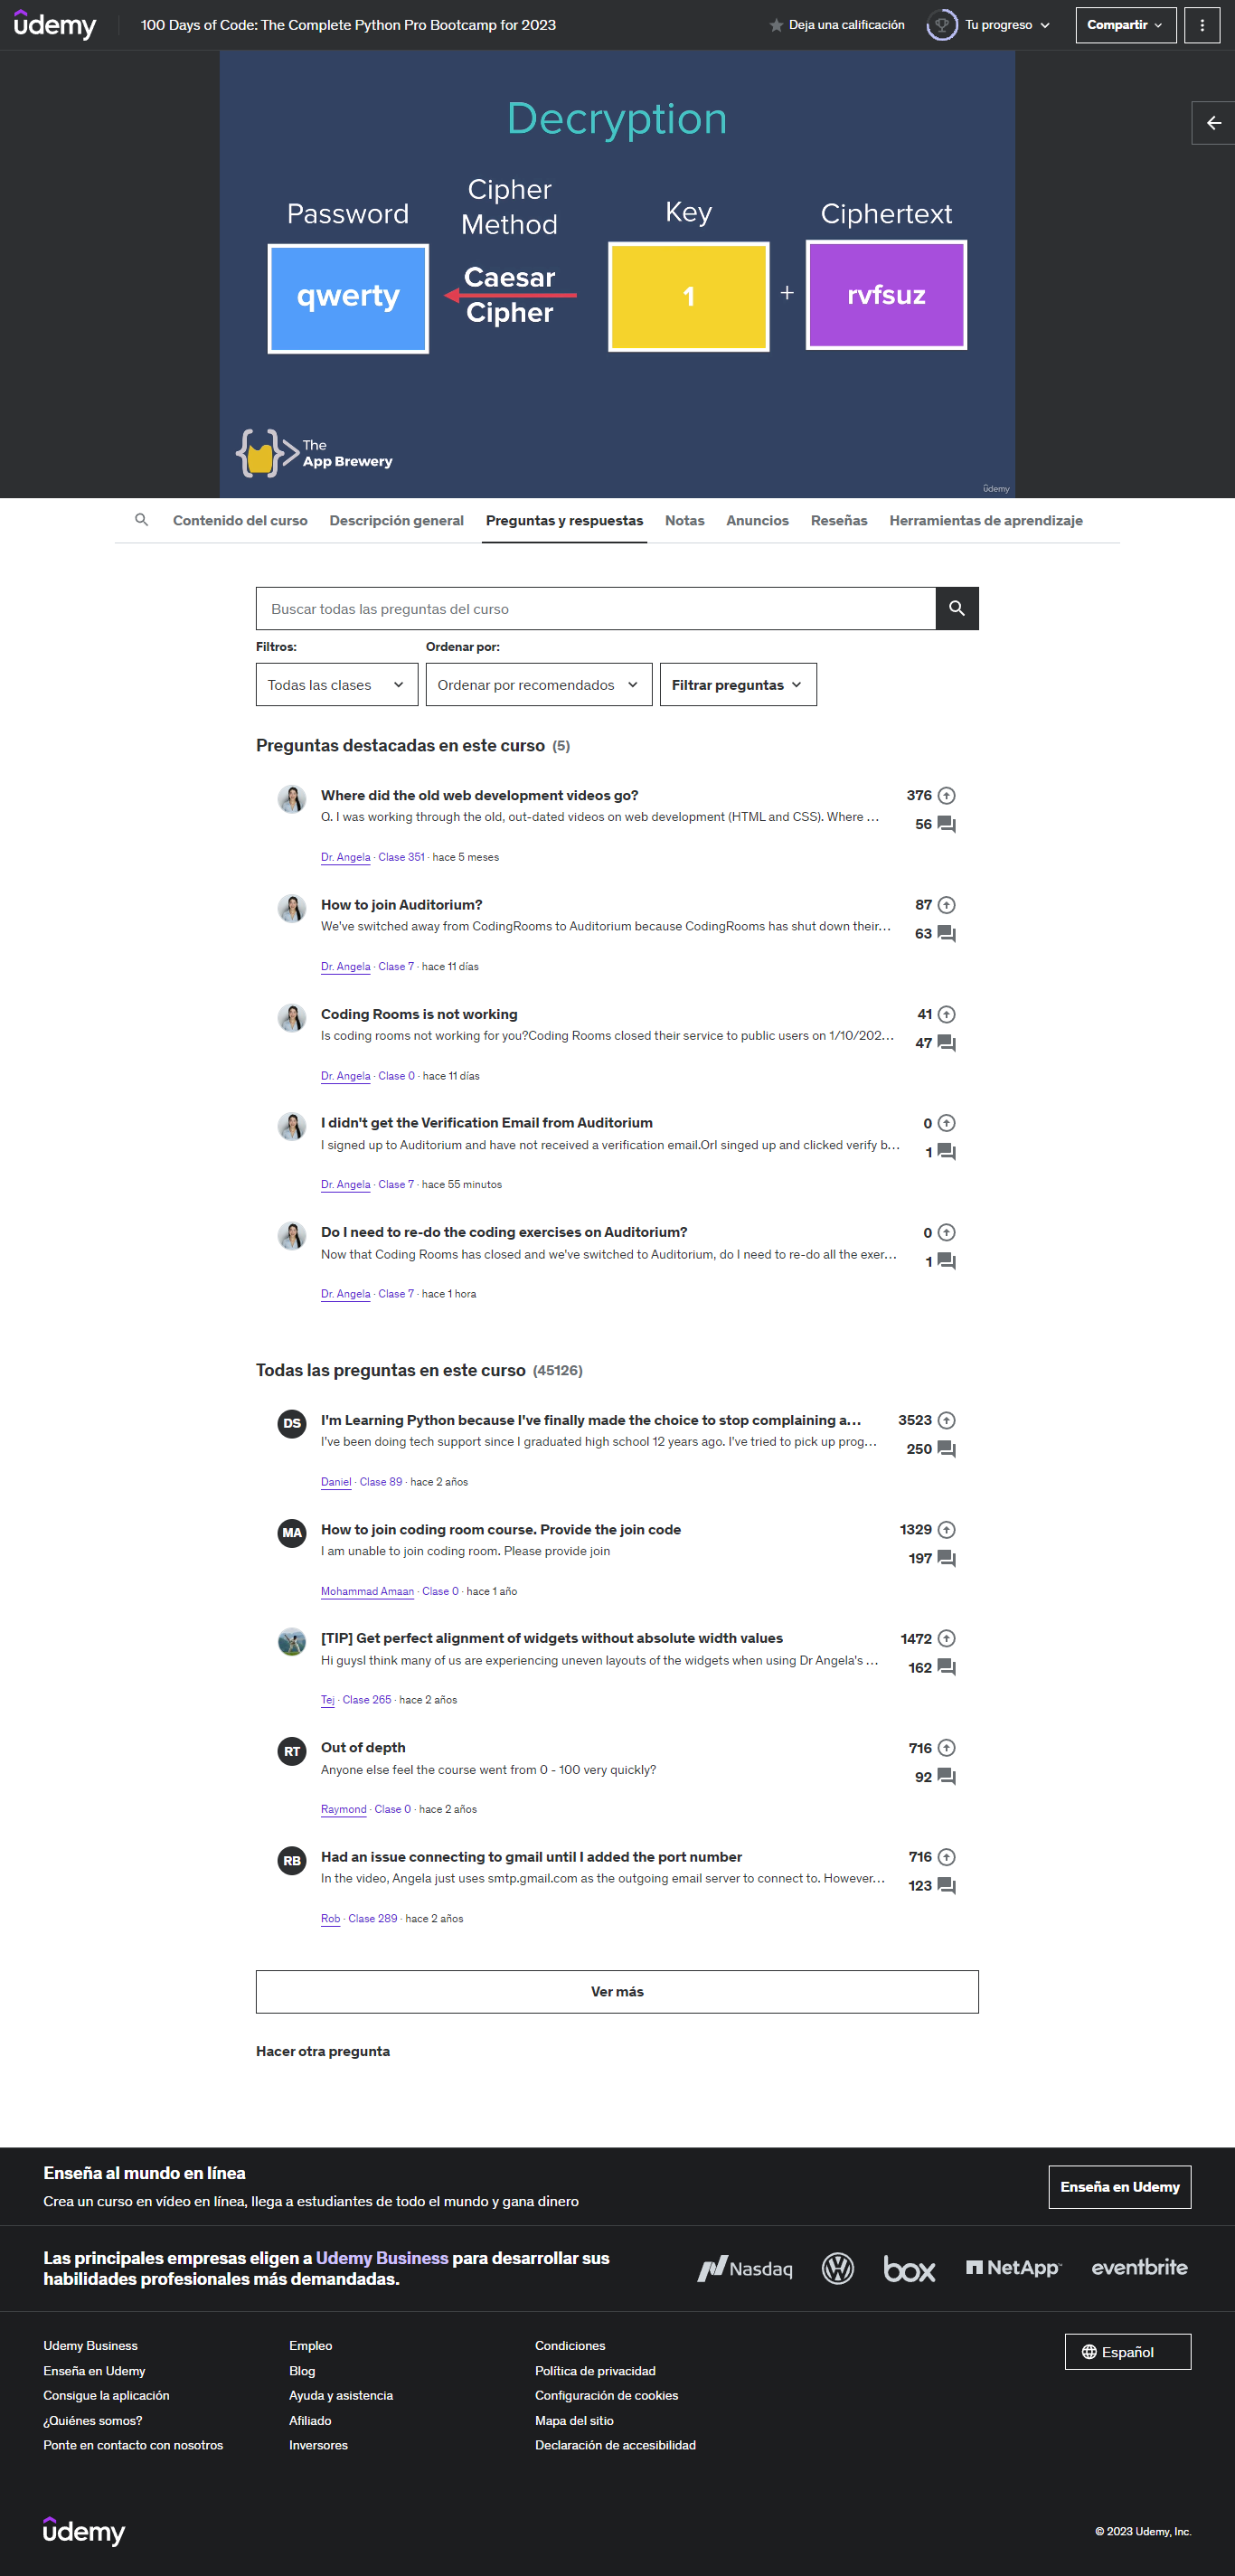 udemy
100 Days of Code: The Complete Python Pro Bootcamp for 2023
Deja una calificación
Tu progreso
Compartir
Decryption
Password
Cipher
Method
Key
Ciphertext
qwerty
Caesar
Cipher
1
+
rvfsuz
The
App Brewery
udemy
Contenido del curso
Descripción general
Preguntas y respuestas
Notas
Anuncios
Reseñas
Herramientas de aprendizaje
Buscar todas las preguntas del curso
Filtros:
Ordenar por:
Todas las clases
Ordenar por recomendados
Filtrar preguntas
Preguntas destacadas en este curso (5)
Where did the old web development videos go?
376
Q. I was working through the old, out-dated videos on web development (HTML and CSS). Where ...
56
Dr. Angela · Clase 351 · hace 5 meses
How to join Auditorium?
87
We've switched away from CodingRooms to Auditorium because CodingRooms has shut down their...
63
Dr. Angela · Clase 7 · hace 11 días
Coding Rooms is not working
41
Is coding rooms not working for you?Coding Rooms closed their service to public users on 1/10/202...
47
Dr. Angela · Clase 0 · hace 11 días
I didn't get the Verification Email from Auditorium
0
I signed up to Auditorium and have not received a verification email.OrI singed up and clicked verify b...
1
Dr. Angela · Clase 7 · hace 55 minutos
Do I need to re-do the coding exercises on Auditorium?
0
Now that Coding Rooms has closed and we've switched to Auditorium, do I need to re-do all the exer...
1
Dr. Angela · Clase 7 · hace 1 hora
Todas las preguntas en este curso (45126)
DS
I'm Learning Python because I've finally made the choice to stop complaining a...
3523
I've been doing tech support since I graduated high school 12 years ago. I've tried to pick up prog...
250
Daniel · Clase 89 · hace 2 años
MA
How to join coding room course. Provide the join code
1329
I am unable to join coding room. Please provide join
197
Mohammad Amaan · Clase 0 · hace 1 año
[TIP] Get perfect alignment of widgets without absolute width values
1472
Hi guysI think many of us are experiencing uneven layouts of the widgets when using Dr Angela's ...
162
Tej · Clase 265 · hace 2 años
RT
Out of depth
716
Anyone else feel the course went from 0 - 100 very quickly?
92
Raymond · Clase 0 · hace 2 años
RB
Had an issue connecting to gmail until I added the port number
716
In the video, Angela just uses smtp.gmail.com as the outgoing email server to connect to. However...
123
Rob · Clase 289 · hace 2 años
Ver más
Hacer otra pregunta
Enseña al mundo en línea
Crea un curso en vídeo en línea, llega a estudiantes de todo el mundo y gana dinero
Enseña en Udemy
Las principales empresas eligen a Udemy Business para desarrollar sus
habilidades profesionales más demandadas.
Nasdaq
box
NetApp
eventbrite
Udemy Business
Enseña en Udemy
Consigue la aplicación
¿Quiénes somos?
Ponte en contacto con nosotros
Empleo
Blog
Ayuda y asistencia
Afiliado
Inversores
Condiciones
Política de privacidad
Configuración de cookies
Mapa del sitio
Declaración de accesibilidad
Español
udemy
© 2023 Udemy, Inc.